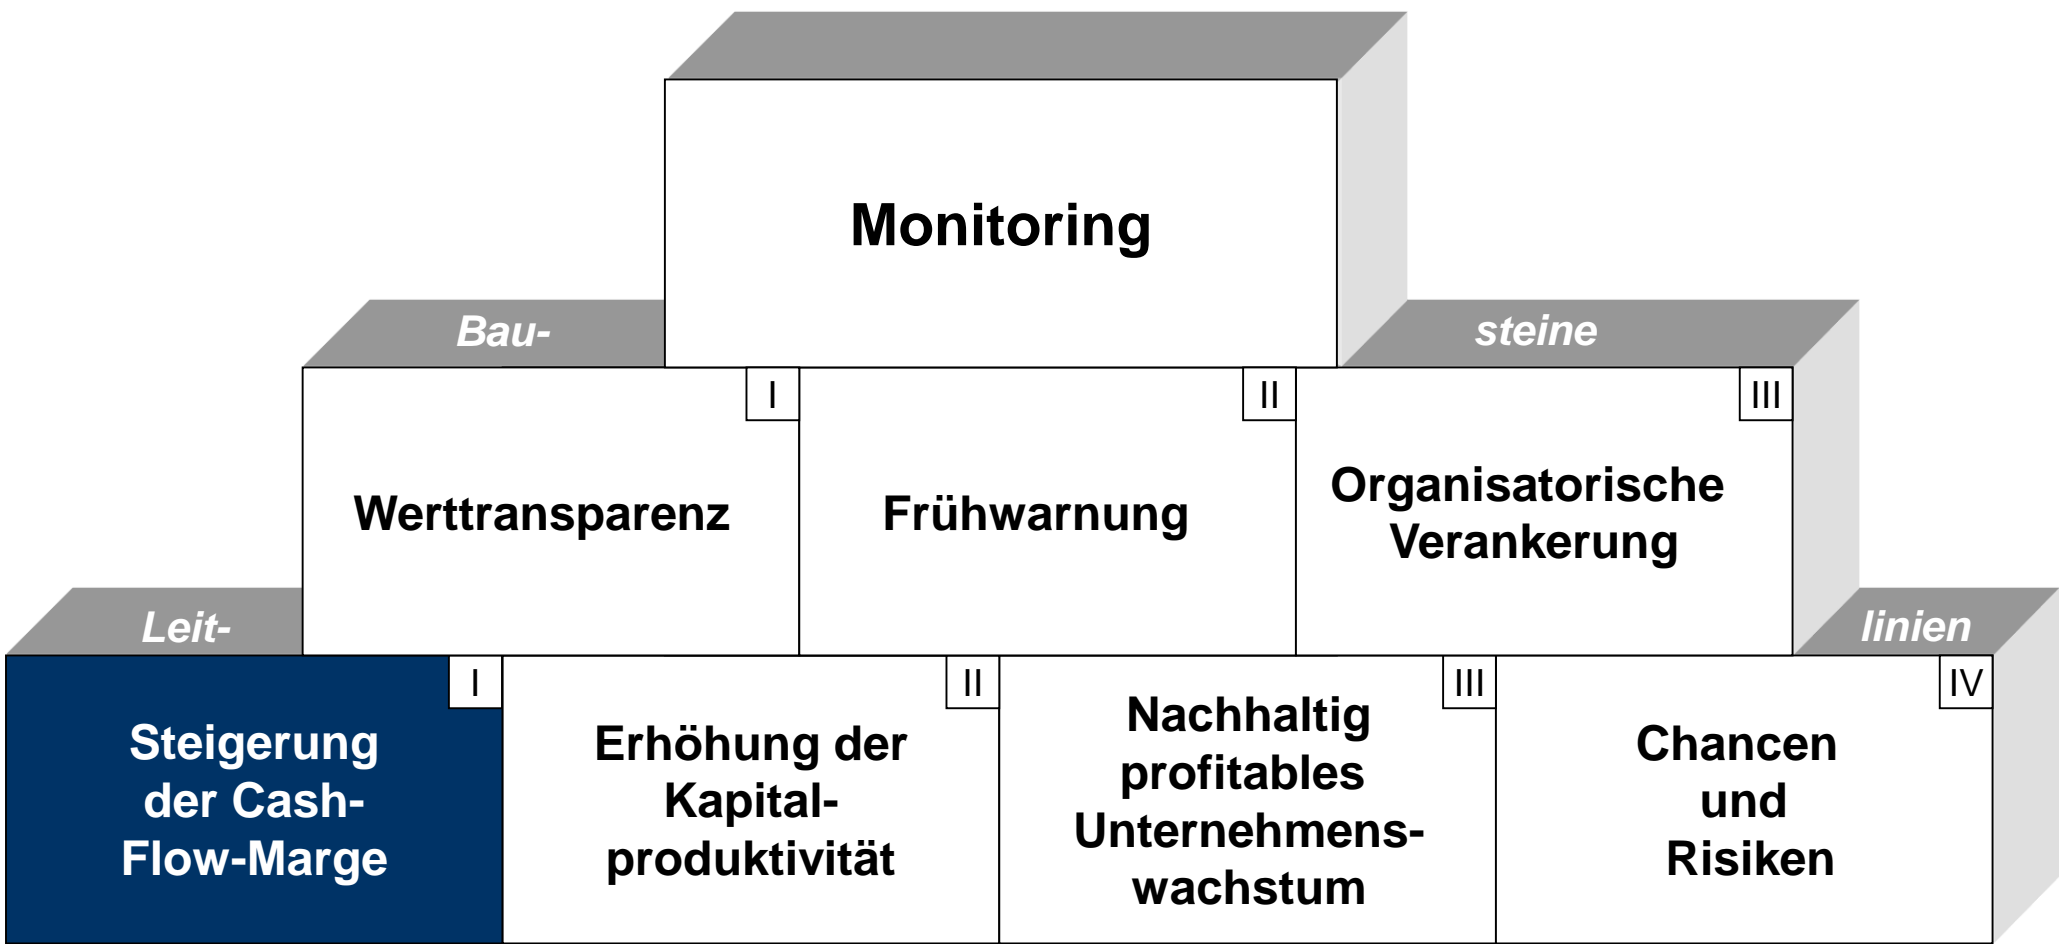 Monitoring
Bau-
steine
I
II
III
Werttransparenz
Frühwarnung
Organisatorische
Verankerung
Leit-
linien
I
II
III
IV
Steigerung
der Cash-
Flow-Marge
Erhöhung der
Kapital-
produktivität
Nachhaltig
profitables
Unternehmens-
wachstum
Chancen
und
Risiken